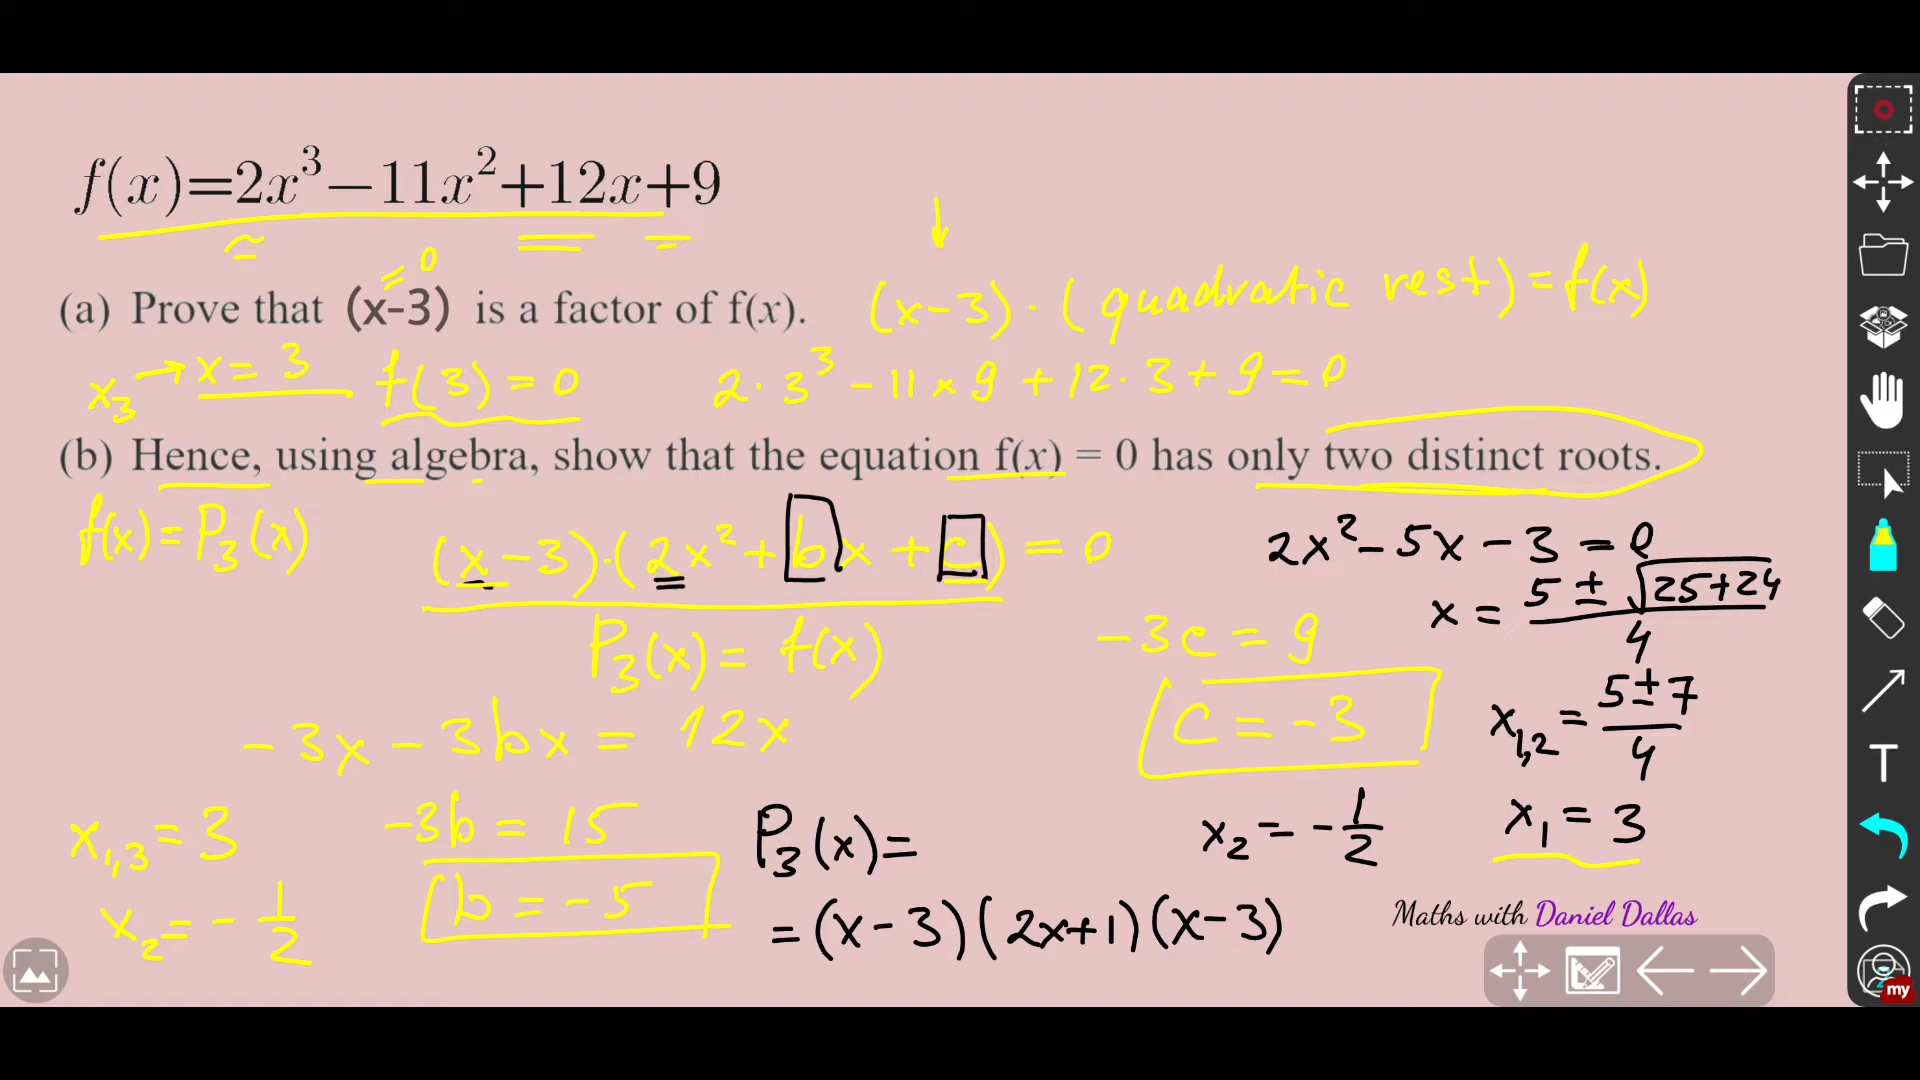 f(x)=2x³−11x²+12x+9
= 0
(a) Prove that (x-3) is a factor of f(x).
(x−3)·(quadratic rest)=f(x)
x₃ → x = 3
f(3) = 0
2·3³ − 11 × 9 + 12·3 + 9 = 0
(b) Hence, using algebra, show that the equation f(x) = 0 has only two distinct roots.
f(x)=P₃(x)
(x−3)·(2x²+bx+c) = 0
P₃(x) = f(x)
2x²−5x−3=0
x = (5 ± √(25+24))/4
−3c = 9
c = −3
x₁,₂ = (5±7)/4
−3x − 3bx = 12x
x₁,₃ = 3
−3b = 15
P₃(x)=
x₂ = −1/2
x₁ = 3
x₂ = −1/2
b = −5
=(x−3)(2x+1)(x−3)
Maths with Daniel Dallas
T
my